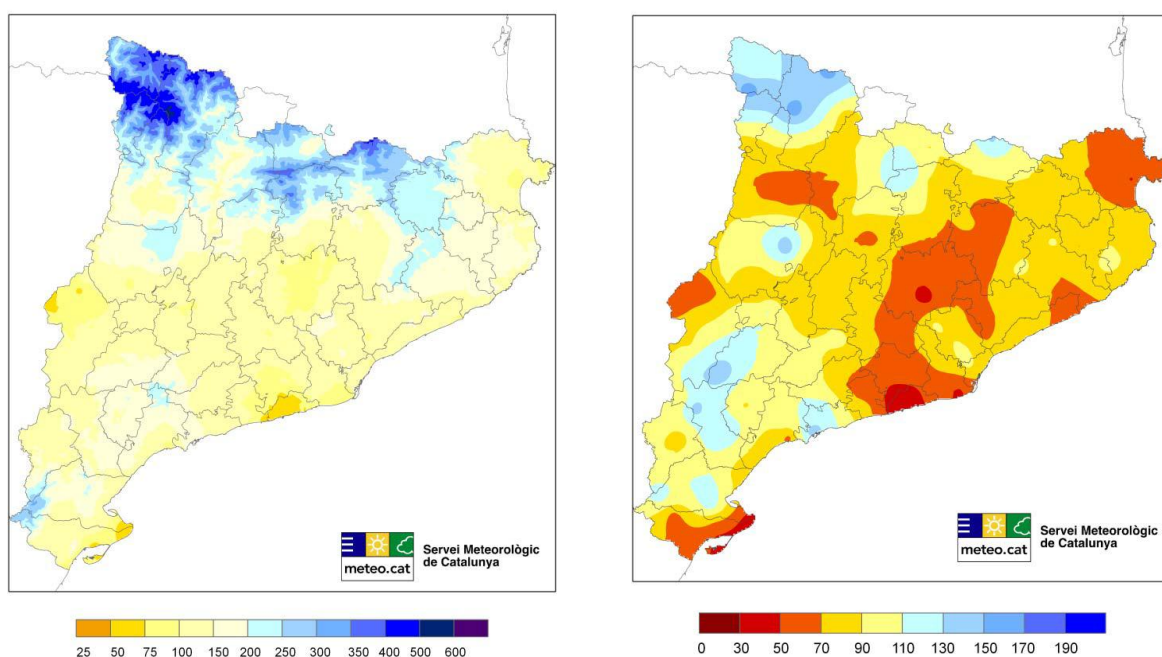 meteo.cat
Servei Meteorològic
de Catalunya
meteo.cat
Servei Meteorològic
de Catalunya
25 50 75 100 150 200 250 300 350 400 500 600
0 30 50 70 90 110 130 150 170 190